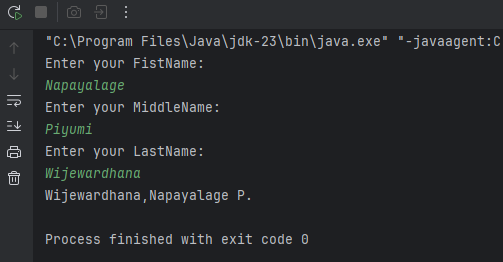 "C:\Program Files\Java\jdk-23\bin\java.exe" "-javaagent:C
Enter your FistName:
Napayalage
Enter your MiddleName:
Piyumi
Enter your LastName:
Wijewardhana
Wijewardhana,Napayalage P.
Process finished with exit code 0